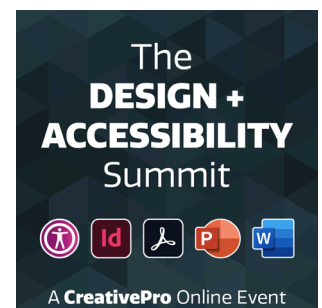 The
DESIGN +
ACCESSIBILITY
Summit
Id P W
A CreativePro Online Event